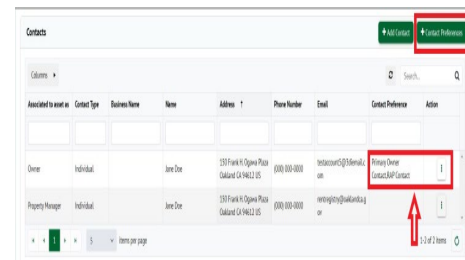 Contacts
+ Add Contact
+ Contact Preferences
Columns
Search..
Associated to asset as Contact Type Business Name Name Address ↑ Phone Number Email Contact Preference Action
Owner Individual Jane Doe 150 Frank H. Ogawa Plaza (000) 000-0000 testaccount5@3diemail.c Primary Owner
Oakland CA 94612 US om Contact,RAP Contact
Property Manager Individual Jane Doe 150 Frank H. Ogawa Plaza (000) 000-0000 rentregistry@oaklandca.g
Oakland CA 94612 US ov
1 5 items per page 1-2 of 2 items